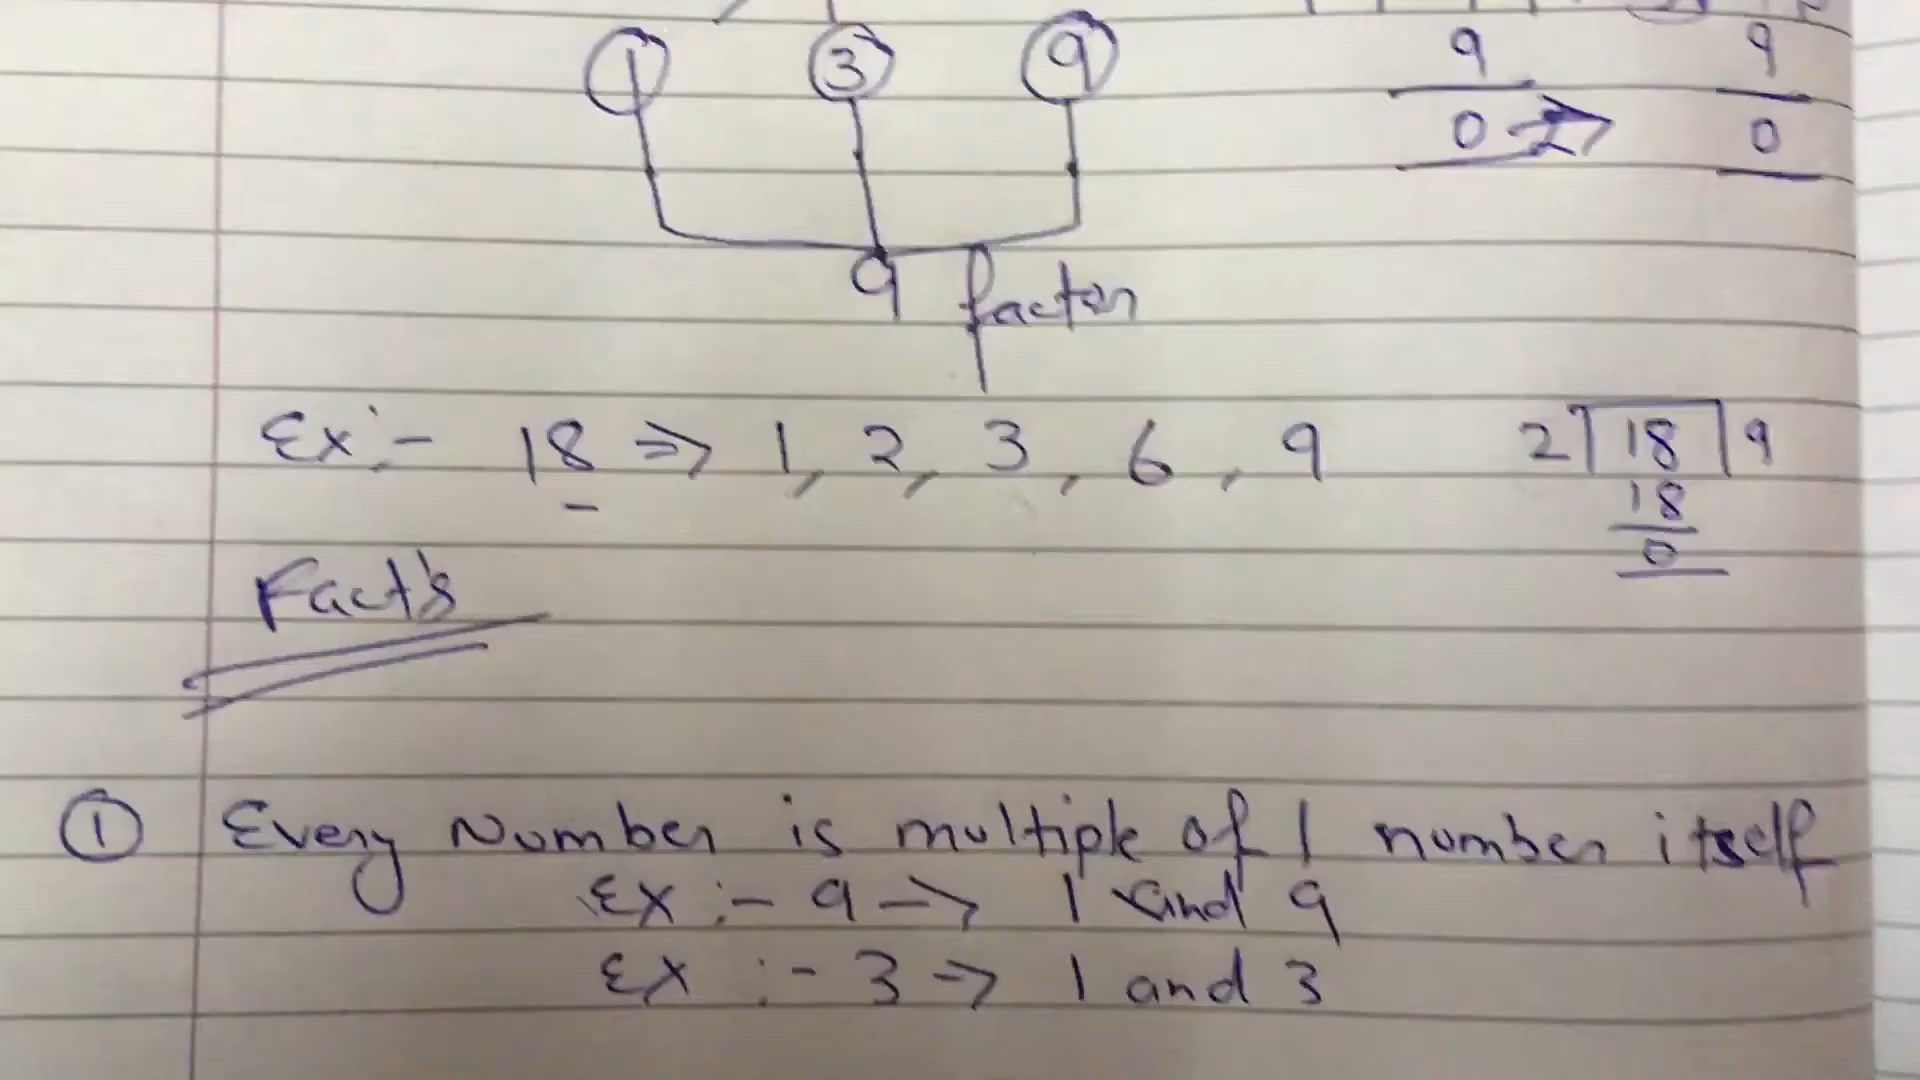 1 3 9 9 9
0 0
9 factor
Ex:- 18 => 1, 2, 3, 6, 9 2 18 9
18
0
Fact's
1 Every Number is multiple of 1 number itself
Ex:- 9 -> 1 and 9
Ex:- 3 -> 1 and 3